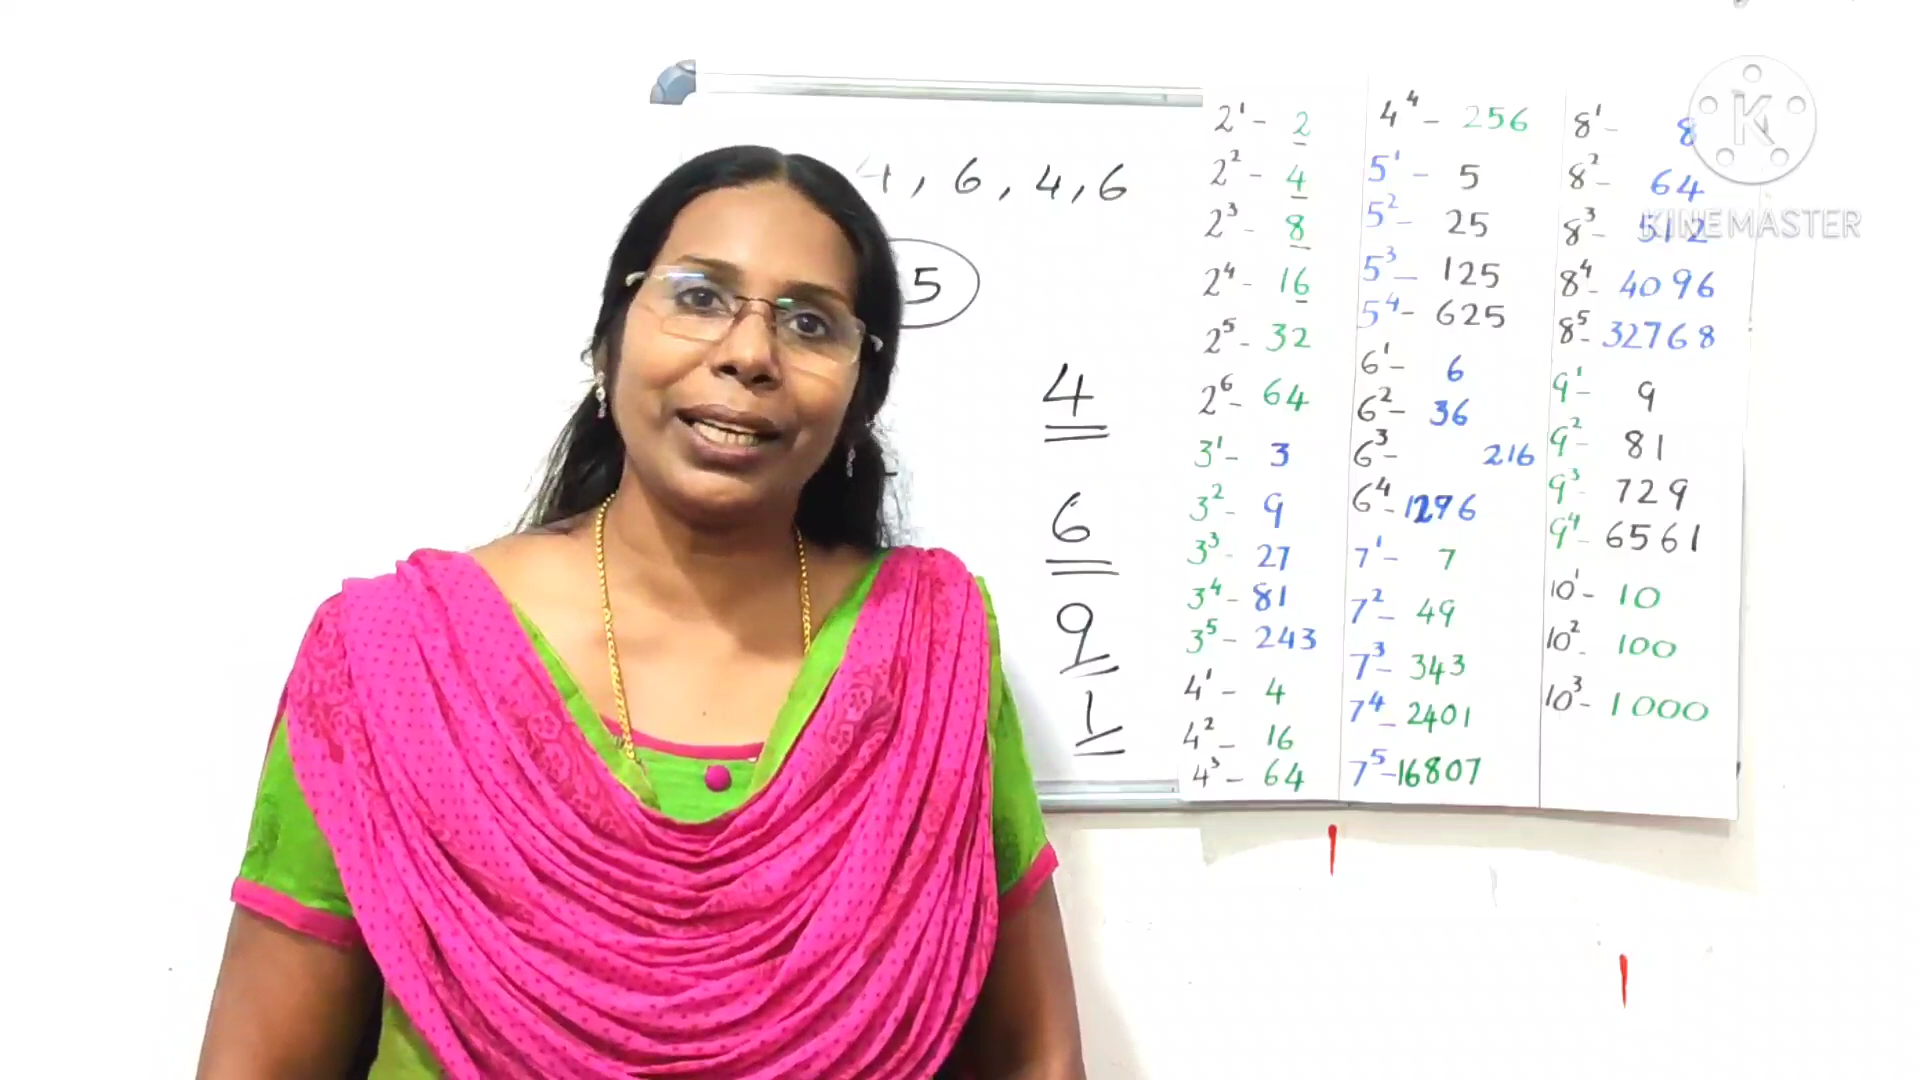 4, 6, 4, 6
5
4
6
9
1
2¹ - 2
2² - 4
2³ - 8
2⁴ - 16
2⁵ - 32
2⁶ - 64
3¹ - 3
3² - 9
3³ - 27
3⁴ - 81
3⁵ - 243
4¹ - 4
4² - 16
4³ - 64
4⁴ - 256
5¹ - 5
5² - 25
5³ - 125
5⁴ - 625
6¹ - 6
6² - 36
6³ - 216
6⁴ - 1296
7¹ - 7
7² - 49
7³ - 343
7⁴ - 2401
7⁵ - 16807
8¹ - 8
8² - 64
8³ - 512
8⁴ - 4096
8⁵ - 32768
9¹ - 9
9² - 81
9³ - 729
9⁴ - 6561
10¹ - 10
10² - 100
10³ - 1000
K
KINEMASTER